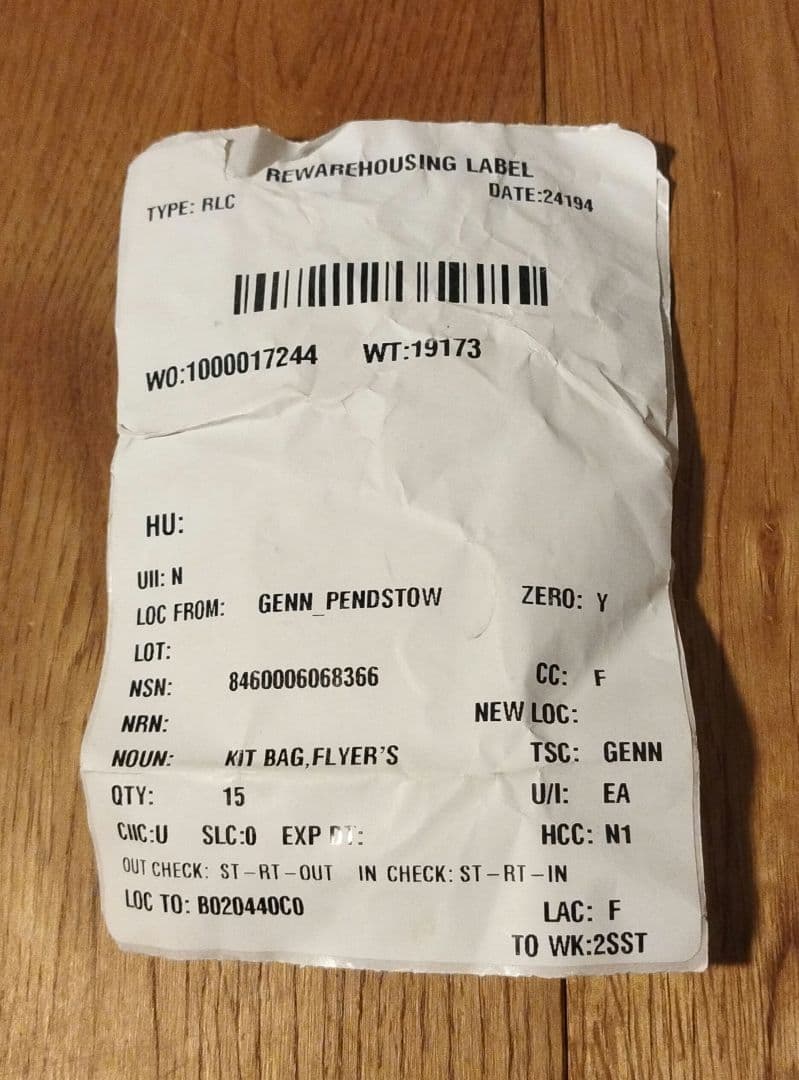 REWAREHOUSING LABEL
TYPE: RLC DATE:24194
WO:1000017244 WT:19173
HU:
UII: N
LOC FROM: GENN_PENDSTOW ZERO: Y
LOT:
NSN: 8460006068366 CC: F
NRN: NEW LOC:
NOUN: KIT BAG,FLYER'S TSC: GENN
QTY: 15 U/I: EA
CIIC:U SLC:0 EXP DT: HCC: N1
OUT CHECK: ST-RT-OUT IN CHECK: ST-RT-IN
LOC TO: B020440C0 LAC: F
TO WK:2SST